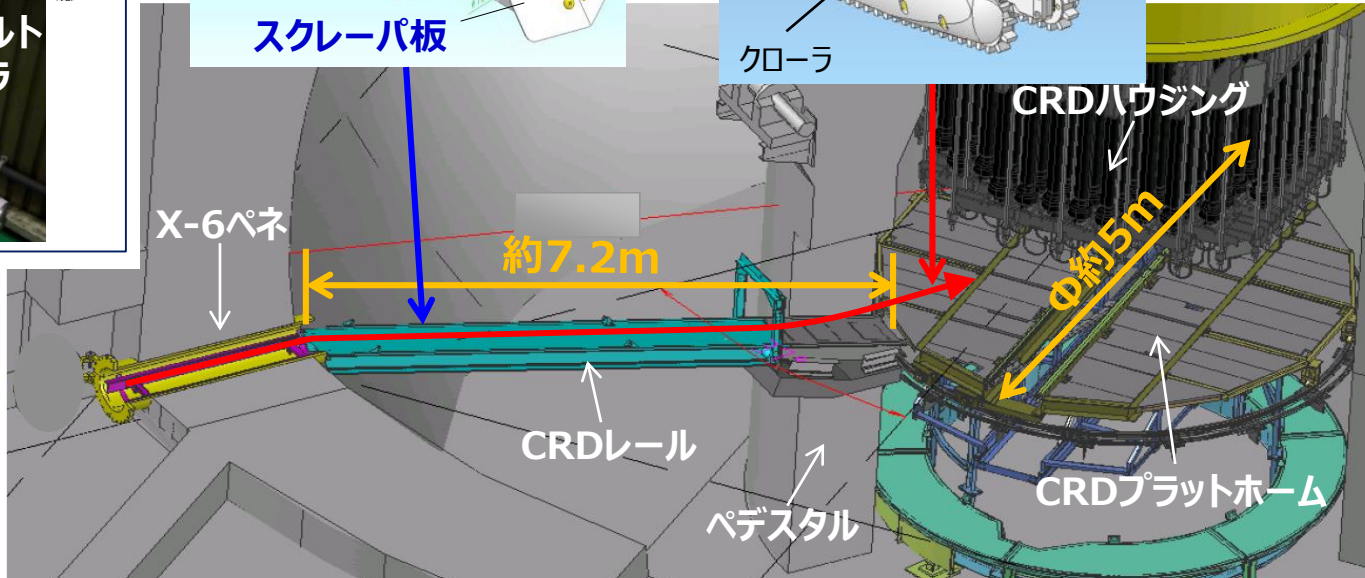 ルト
ラ
スクレーパ板
クローラ
CRDハウジング
X-6ペネ
約7.2m
Φ約5m
CRDレール
CRDプラットホーム
ペデスタル